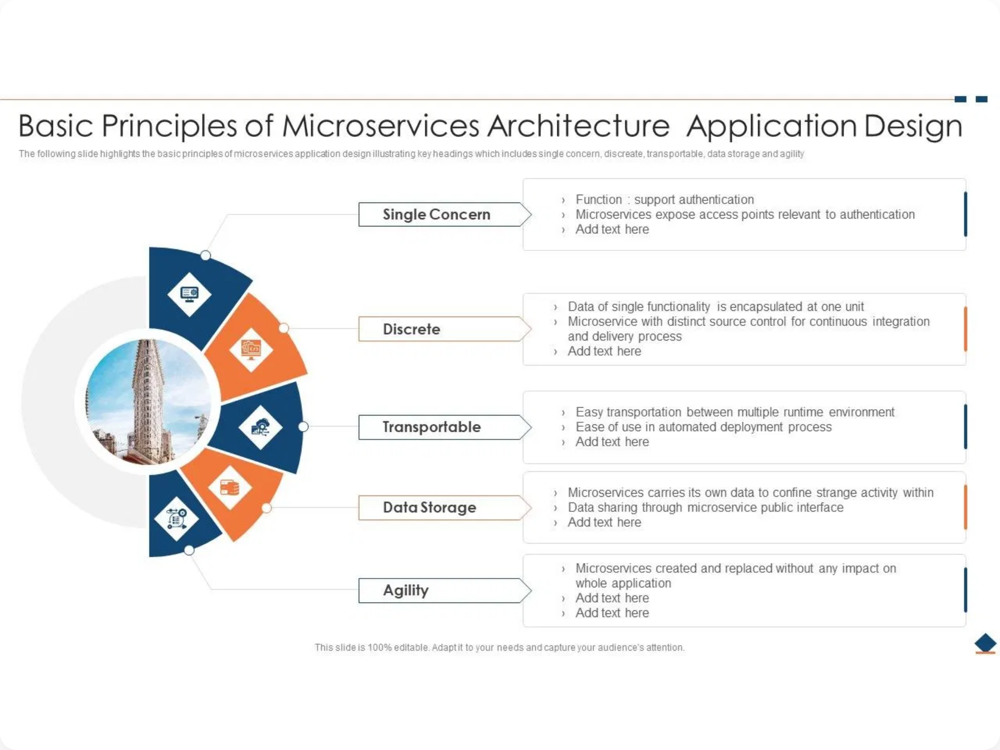 Basic Principles of Microservices Architecture Application Design
The following slide highlights the basic principles of microservices application design illustrating key headings which includes single concern, discreate, transportable, data storage and agility
Single Concern
› Function : support authentication
› Microservices expose access points relevant to authentication
› Add text here
Discrete
› Data of single functionality is encapsulated at one unit
› Microservice with distinct source control for continuous integration
and delivery process
› Add text here
Transportable
› Easy transportation between multiple runtime environment
› Ease of use in automated deployment process
› Add text here
Data Storage
› Microservices carries its own data to confine strange activity within
› Data sharing through microservice public interface
› Add text here
Agility
› Microservices created and replaced without any impact on
whole application
› Add text here
› Add text here
This slide is 100% editable. Adapt it to your needs and capture your audience's attention.